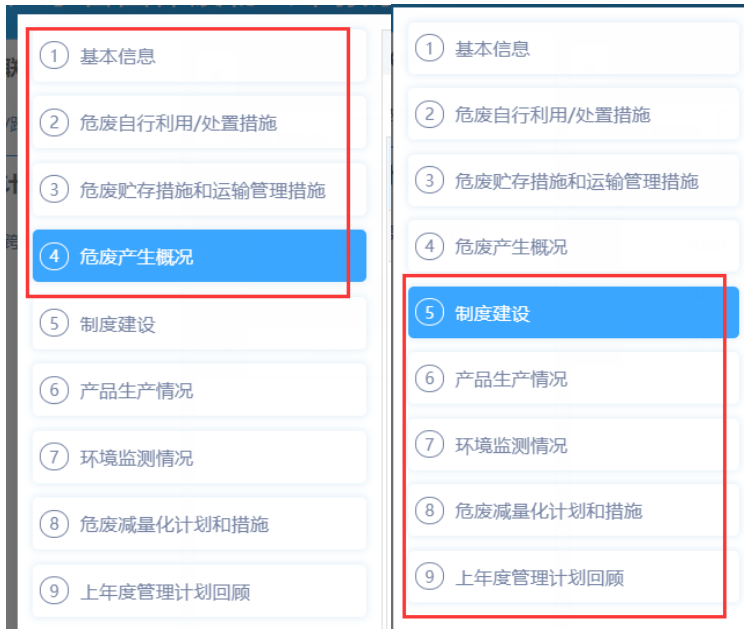 1 基本信息
2 危废自行利用/处置措施
3 危废贮存措施和运输管理措施
4 危废产生概况
5 制度建设
6 产品生产情况
7 环境监测情况
8 危废减量化计划和措施
9 上年度管理计划回顾
1 基本信息
2 危废自行利用/处置措施
3 危废贮存措施和运输管理措施
4 危废产生概况
5 制度建设
6 产品生产情况
7 环境监测情况
8 危废减量化计划和措施
9 上年度管理计划回顾